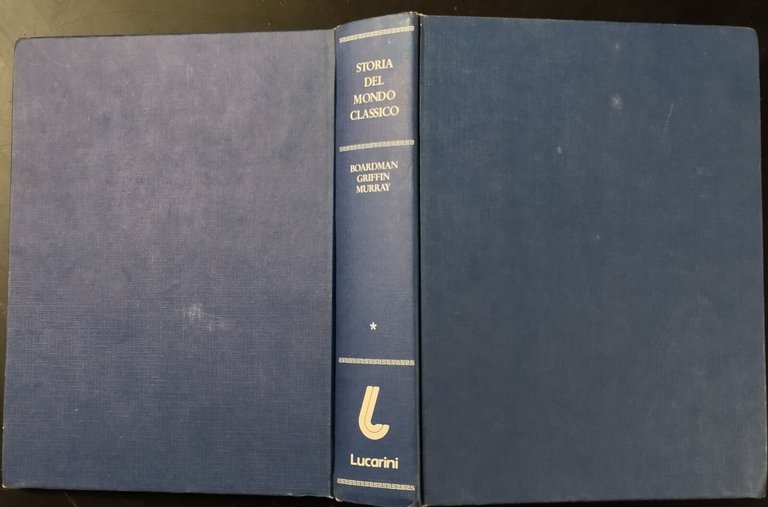 STORIA
DEL
MONDO
CLASSICO
BOARDMAN
GRIFFIN
MURRAY
*
Lucarini